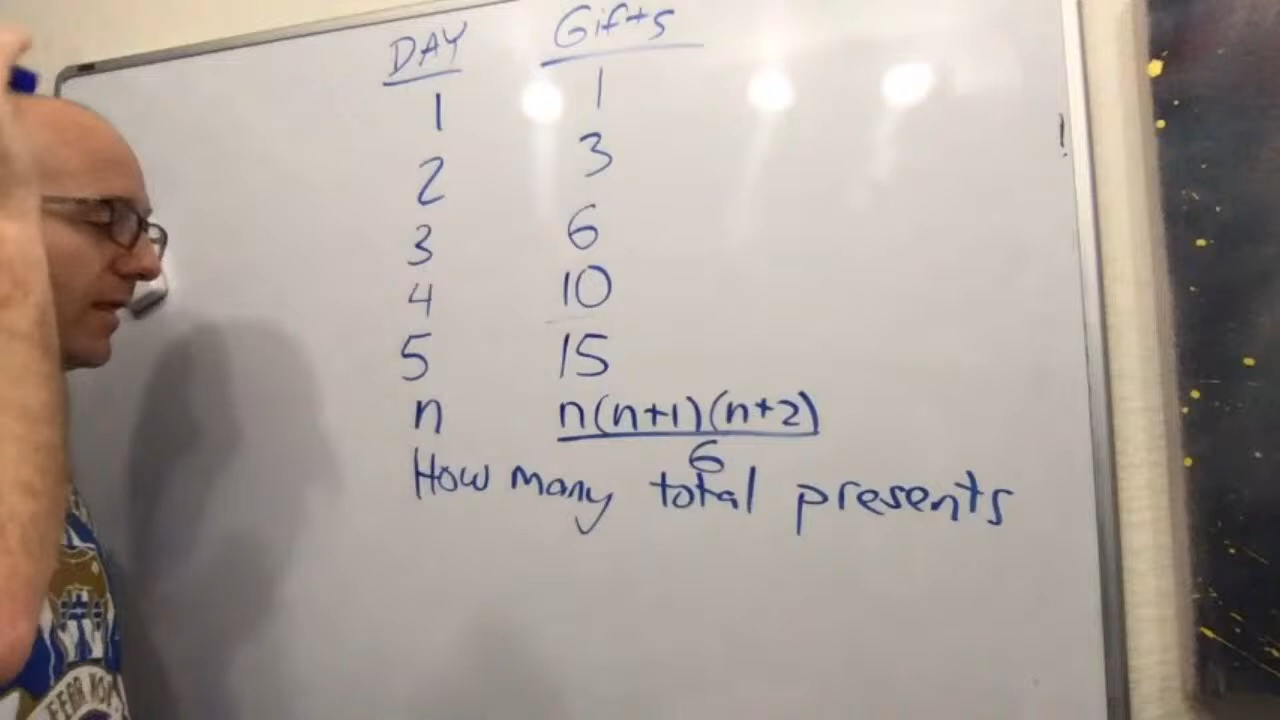 DAY Gifts
1 1
2 3
3 6
4 10
5 15
n n(n+1)(n+2)
6
How many total presents
FEAR